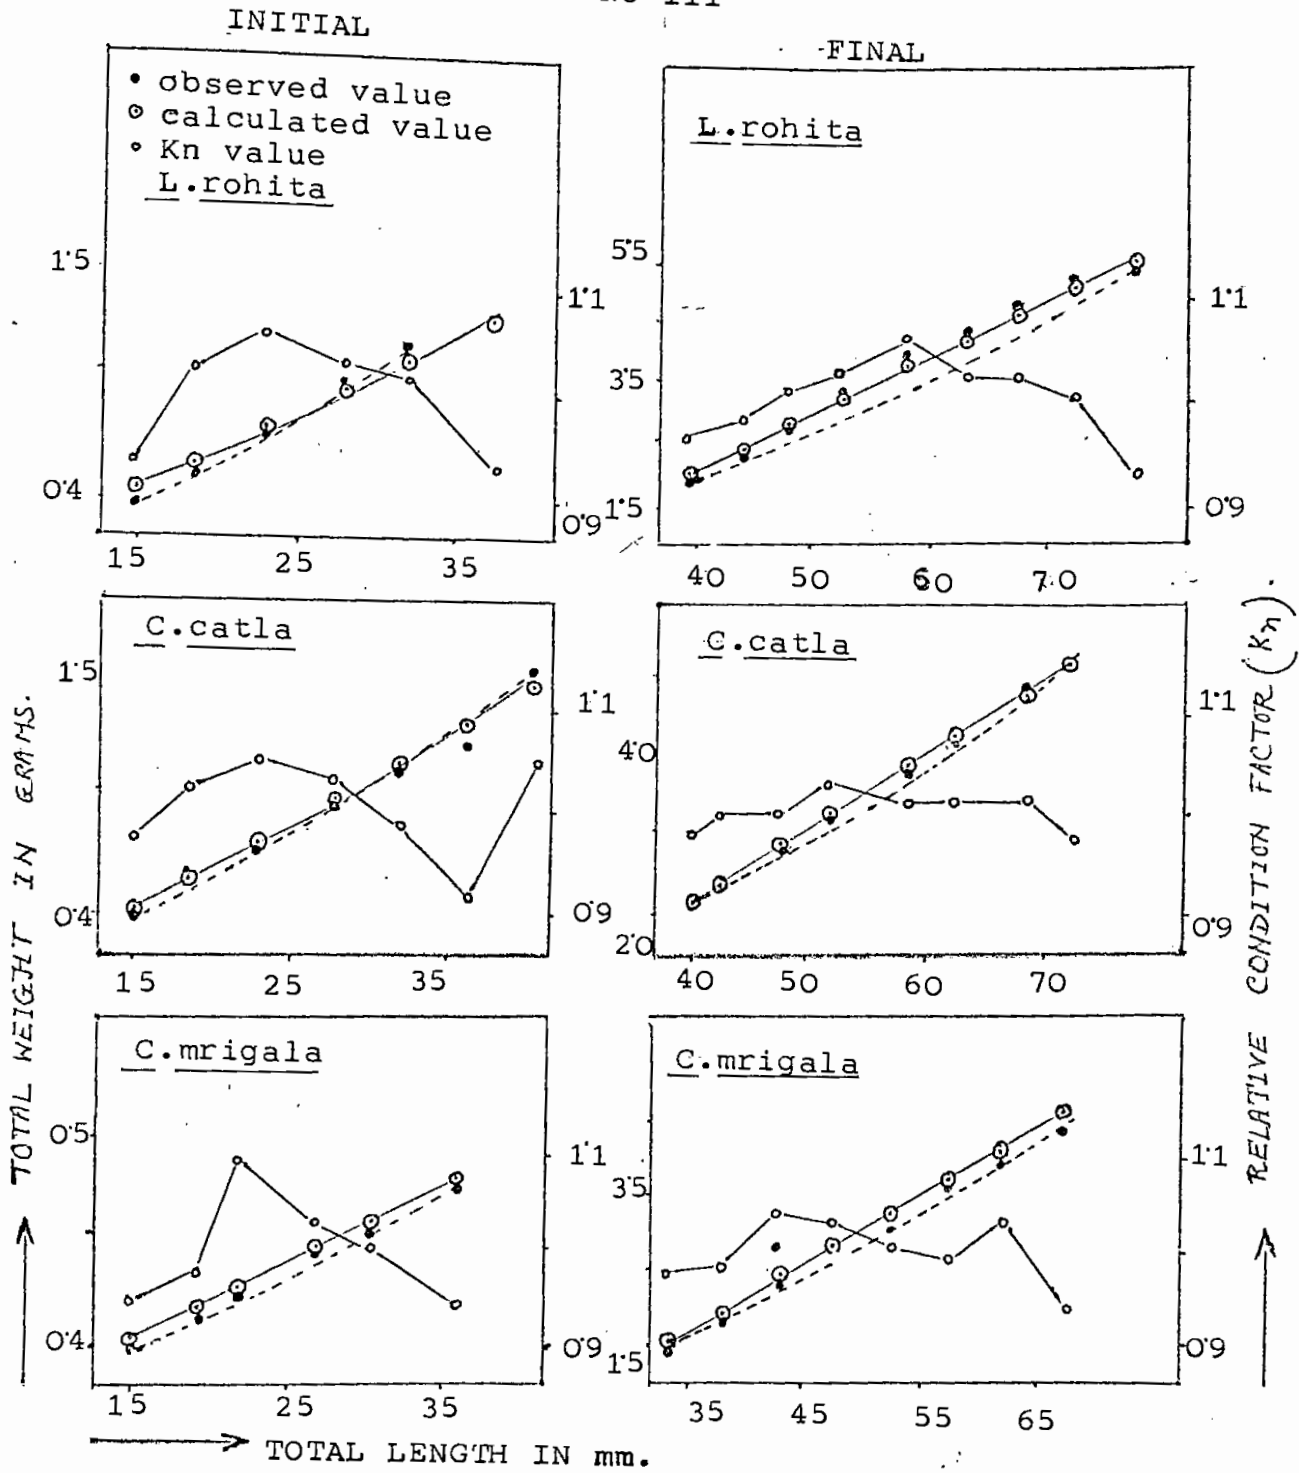 III
INITIAL
FINAL
observed value
calculated value
Kn value
L.rohita
L.rohita
1.5
0.4
1.1
0.9
15 25 35
5.5
3.5
1.5
1.1
0.9
40 50 60 70
C.catla
1.5
0.4
1.1
0.9
15 25 35
C.catla
4.0
2.0
1.1
0.9
40 50 60 70
C.mrigala
0.5
0.4
1.1
0.9
15 25 35
C.mrigala
3.5
1.5
1.1
0.9
35 45 55 65
TOTAL WEIGHT IN GRAMS.
RELATIVE CONDITION FACTOR (Kn).
TOTAL LENGTH IN mm.